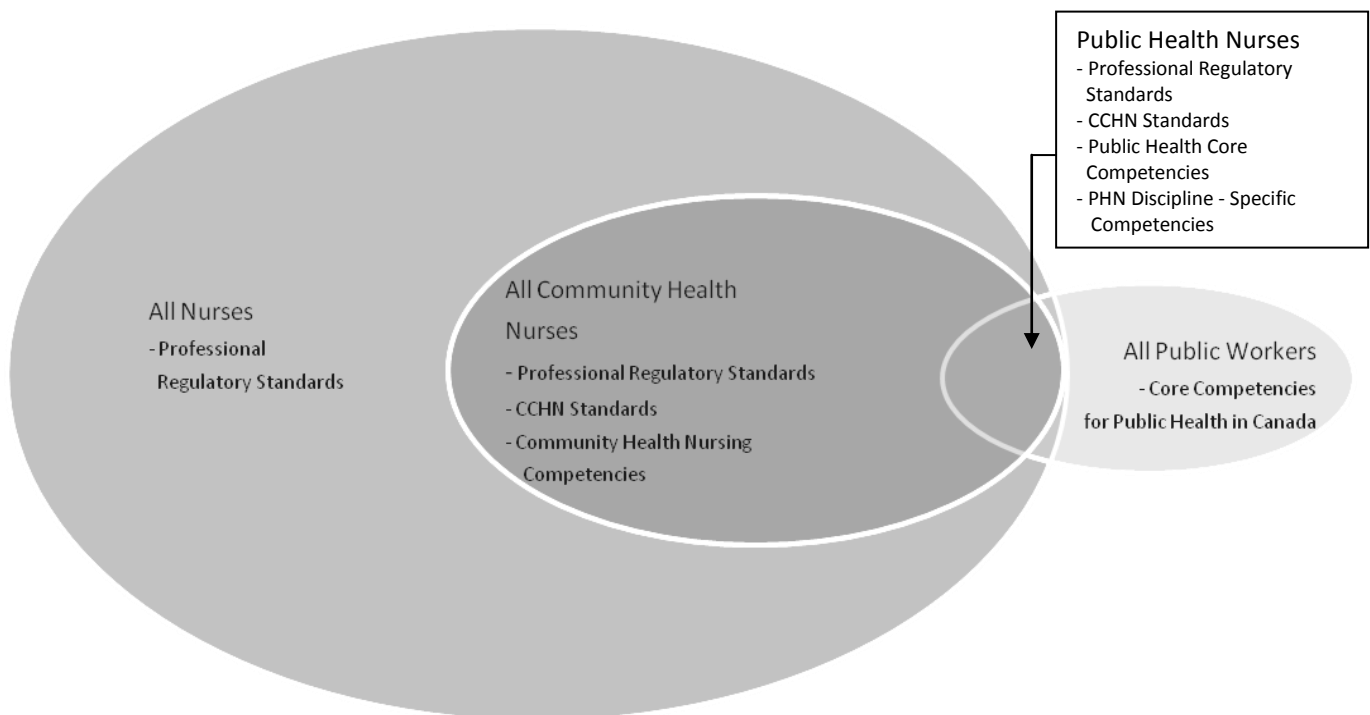 Public Health Nurses
- Professional Regulatory
Standards
- CCHN Standards
- Public Health Core
Competencies
- PHN Discipline - Specific
Competencies
All Nurses
- Professional
Regulatory Standards
All Community Health
Nurses
- Professional Regulatory Standards
- CCHN Standards
- Community Health Nursing
Competencies
All Public Workers
- Core Competencies
for Public Health in Canada